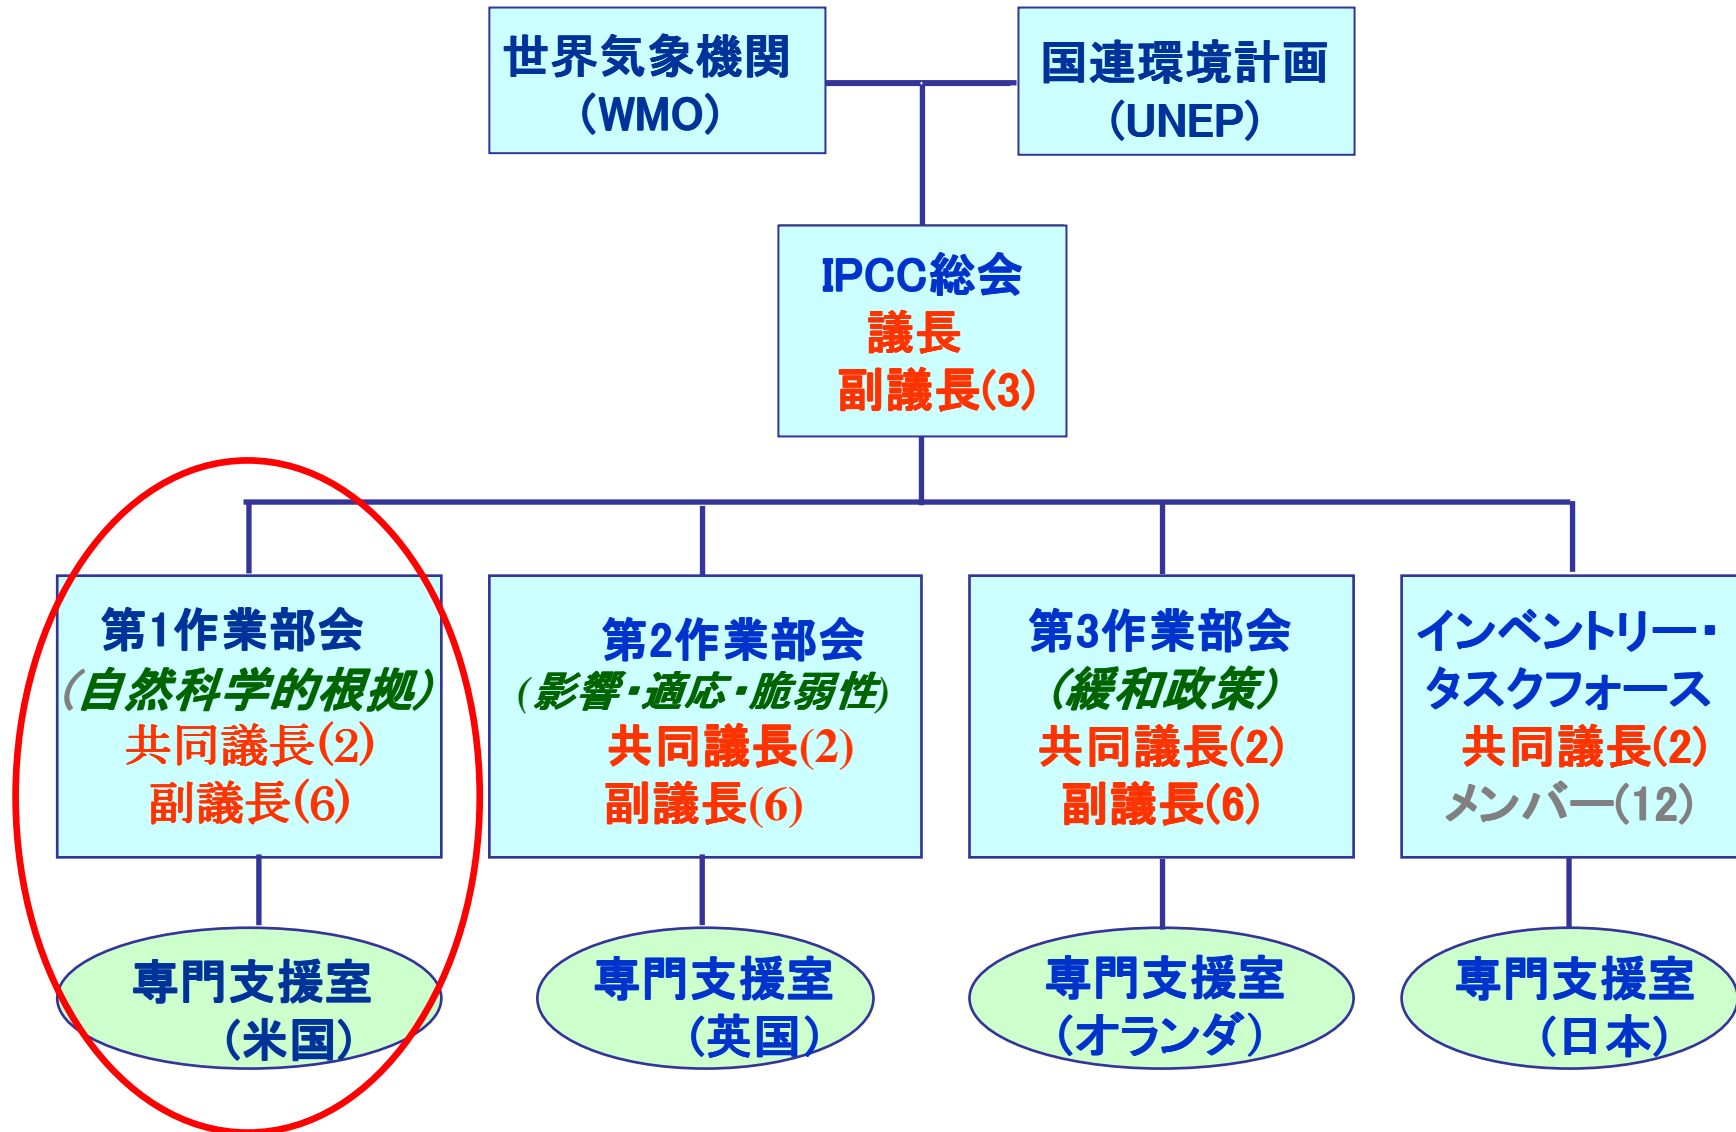 世界気象機関
(WMO)
国連環境計画
(UNEP)
IPCC総会
議長
副議長(3)
第1作業部会
(自然科学的根拠)
共同議長(2)
副議長(6)
第2作業部会
(影響・適応・脆弱性)
共同議長(2)
副議長(6)
第3作業部会
(緩和政策)
共同議長(2)
副議長(6)
インベントリー・
タスクフォース
共同議長(2)
メンバー(12)
専門支援室
(米国)
専門支援室
(英国)
専門支援室
(オランダ)
専門支援室
(日本)